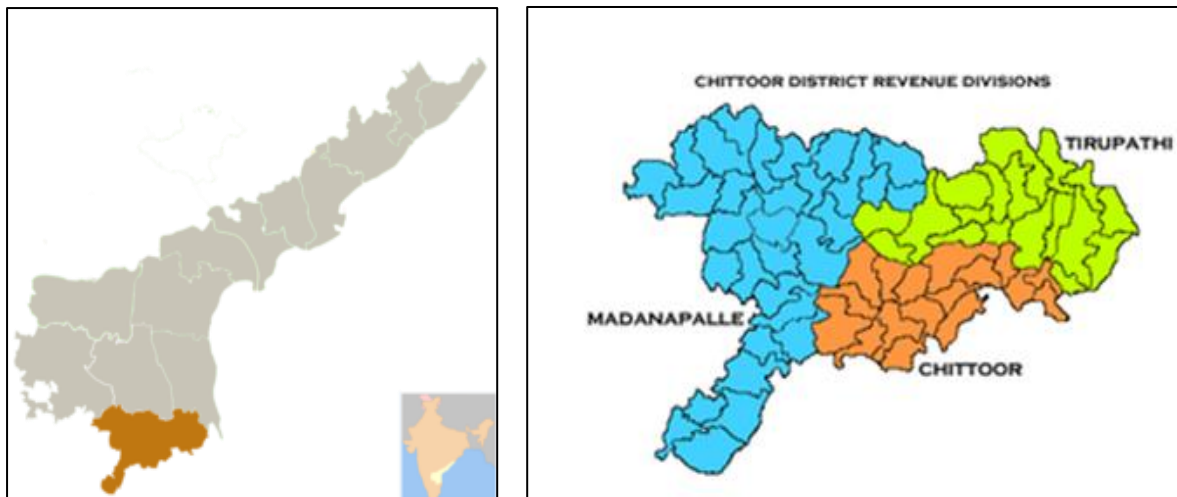 CHITTOOR DISTRICT REVENUE DIVISIONS
TIRUPATHI
MADANAPALLE
CHITTOOR